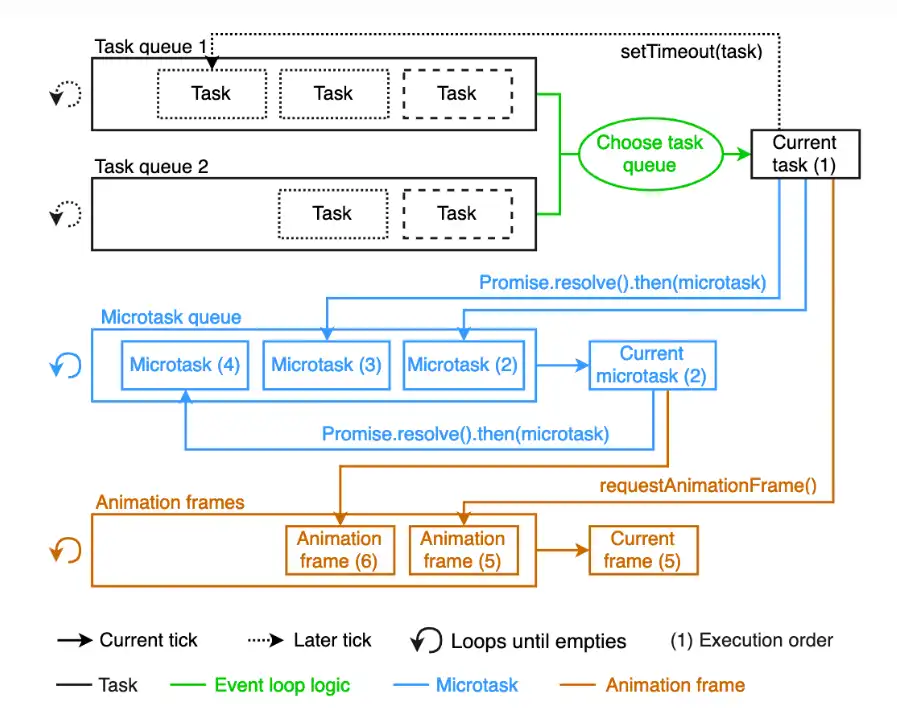 Task queue 1
setTimeout(task)
Task
Task
Task
Choose task
queue
Current
task (1)
Task queue 2
Task
Task
Promise.resolve().then(microtask)
Microtask queue
Microtask (4)
Microtask (3)
Microtask (2)
Current
microtask (2)
Promise.resolve().then(microtask)
requestAnimationFrame()
Animation frames
Animation
frame (6)
Animation
frame (5)
Current
frame (5)
Current tick
Later tick
Loops until empties
(1) Execution order
Task
Event loop logic
Microtask
Animation frame